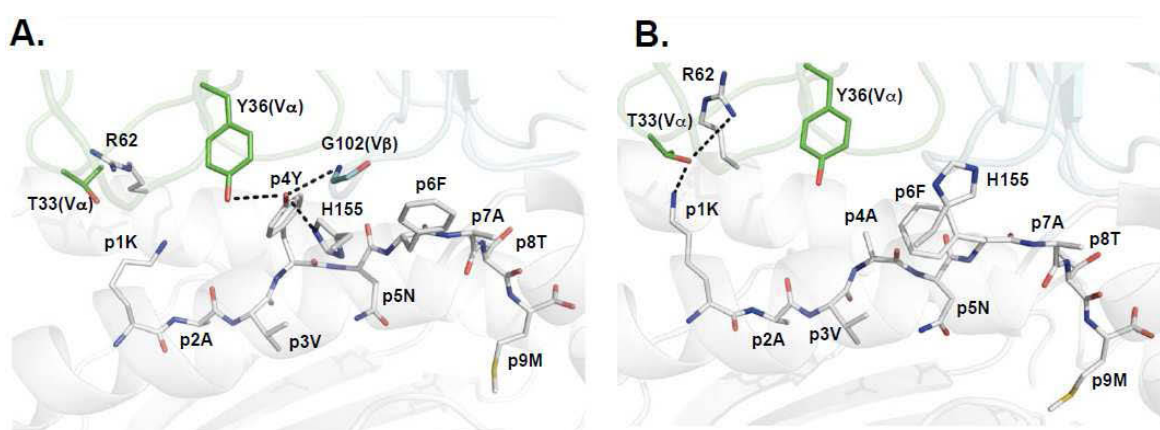 A.
R62
Y36(Vα)
G102(Vβ)
p4Y
p6F
T33(Vα)
H155
p7A
p1K
p8T
p5N
p2A
p3V
p9M
B.
R62
Y36(Vα)
T33(Vα)
p6F
H155
p1K
p4A
p7A
p8T
p5N
p2A
p3V
p9M